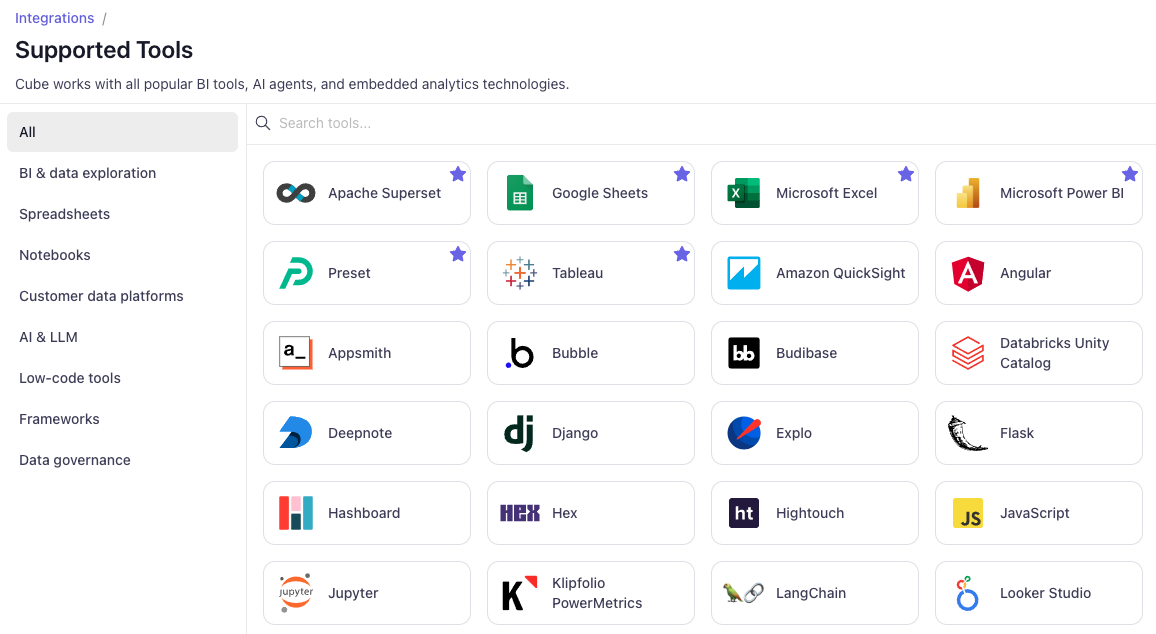 Integrations /
Supported Tools
Cube works with all popular BI tools, AI agents, and embedded analytics technologies.
All
BI & data exploration
Spreadsheets
Notebooks
Customer data platforms
AI & LLM
Low-code tools
Frameworks
Data governance
Search tools...
Apache Superset
Google Sheets
X
Microsoft Excel
Microsoft Power BI
Preset
Tableau
Amazon QuickSight
A
Angular
a_
Appsmith
b
Bubble
bb
Budibase
Databricks Unity
Catalog
Deepnote
dj
Django
Explo
Flask
Hashboard
HEX
Hex
ht
Hightouch
JS
JavaScript
jupyter
Jupyter
K
Klipfolio
PowerMetrics
LangChain
Looker Studio